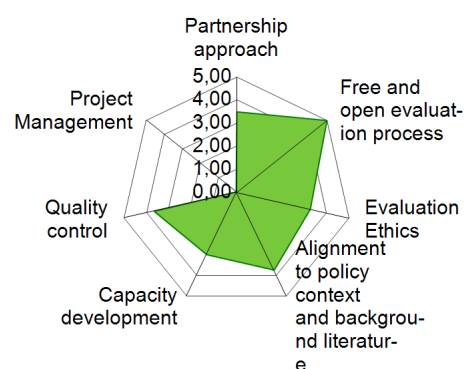 Partnership
approach
5,00
4,00
3,00
2,00
1,00
0,00
Free and
open evaluat-
ion process
Evaluation
Ethics
Alignment
to policy
context
and backgrou-
nd literatur-
e
Capacity
development
Quality
control
Project
Management